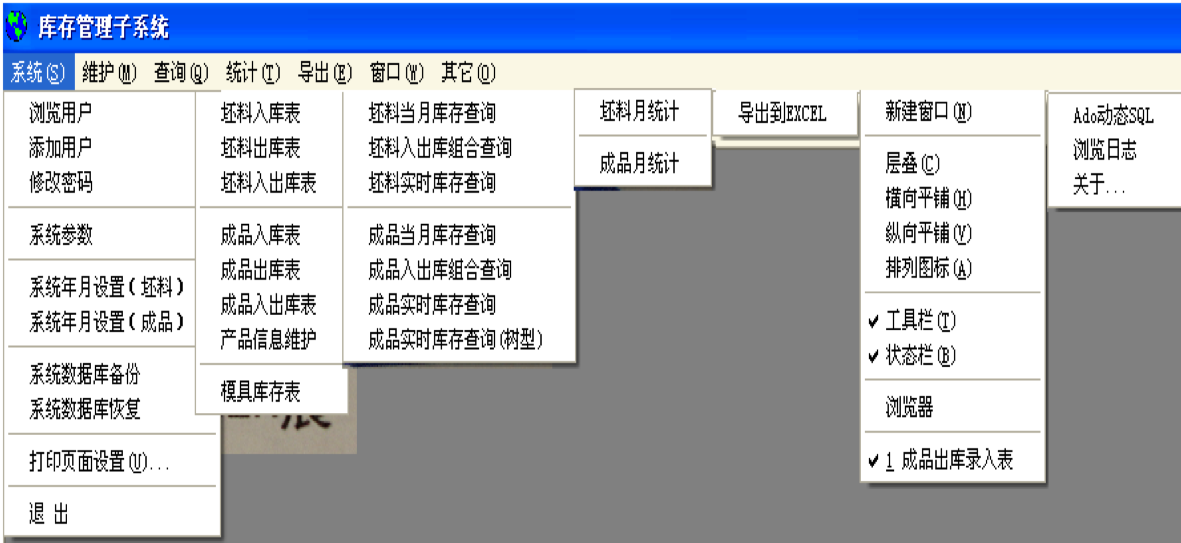 库存管理子系统
系统(S) 维护(M) 查询(Q) 统计(T) 导出(E) 窗口(W) 其它(O)
浏览用户
添加用户
修改密码
系统参数
系统年月设置(坯料)
系统年月设置(成品)
系统数据库备份
系统数据库恢复
打印页面设置(U)...
退 出
坯料入库表
坯料出库表
坯料入出库表
成品入库表
成品出库表
成品入出库表
产品信息维护
模具库存表
坯料当月库存查询
坯料入出库组合查询
坯料实时库存查询
成品当月库存查询
成品入出库组合查询
成品实时库存查询
成品实时库存查询(树型)
坯料月统计
成品月统计
导出到EXCEL
新建窗口(N)
层叠(C)
横向平铺(H)
纵向平铺(V)
排列图标(A)
工具栏(T)
状态栏(B)
浏览器
1 成品出库录入表
Ado动态SQL
浏览日志
关于...